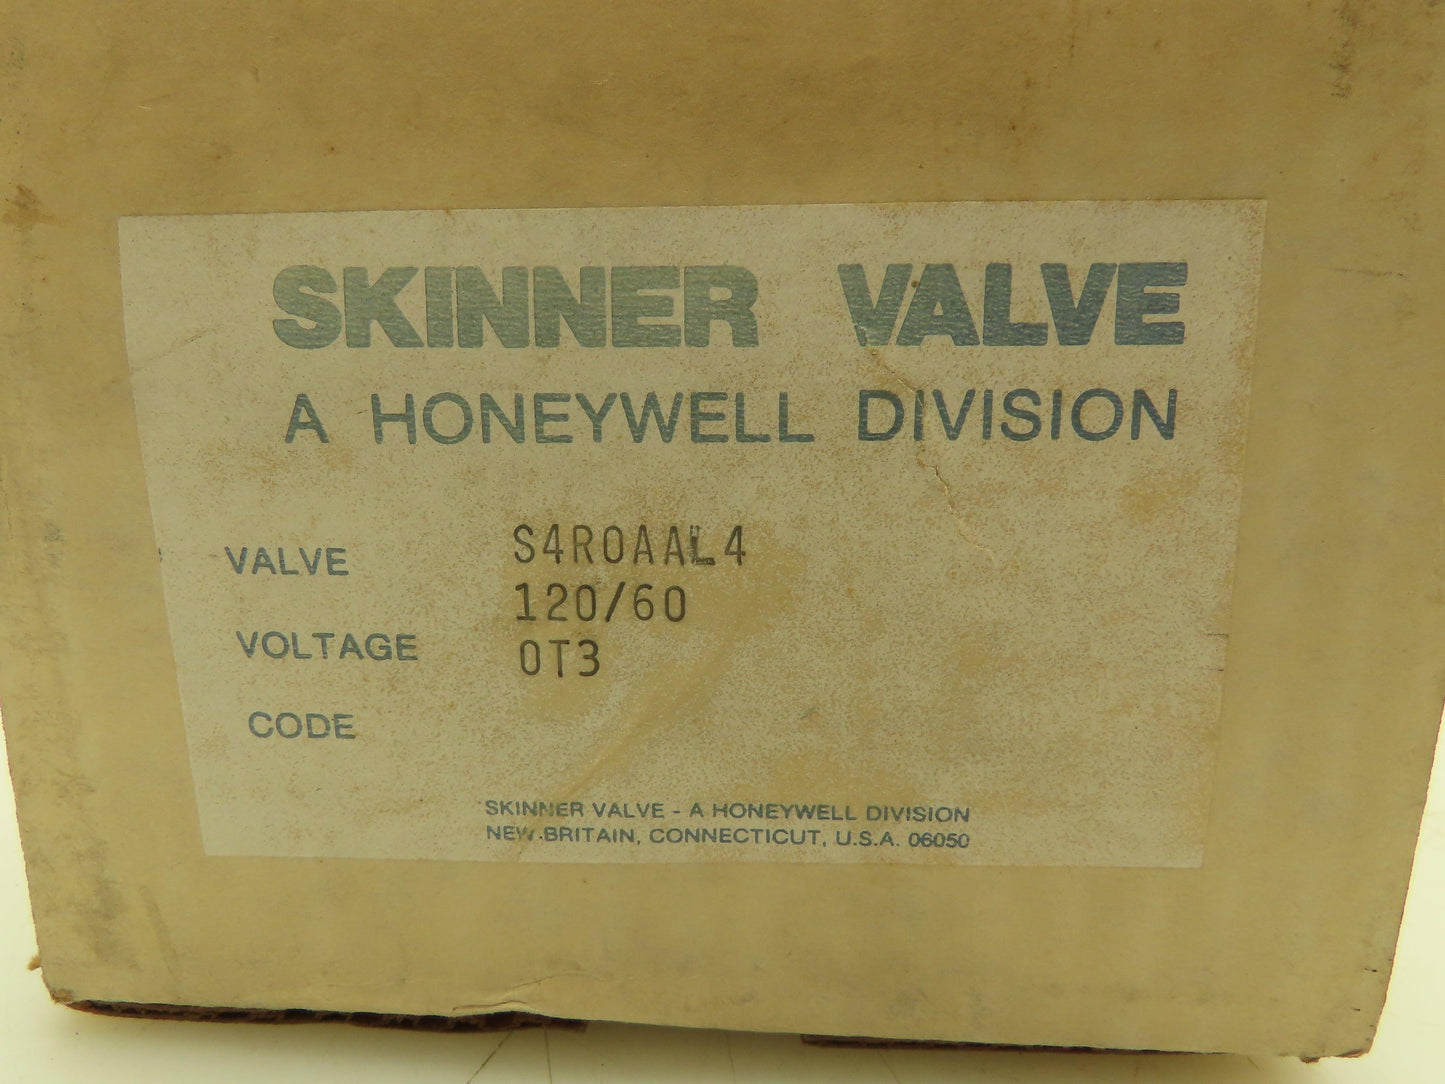 SKINNER VALVE
A HONEYWELL DIVISION
VALVE S4R0AAL4
VOLTAGE 120/60
CODE 0T3
SKINNER VALVE - A HONEYWELL DIVISION
NEW BRITAIN, CONNECTICUT, U.S.A. 06050